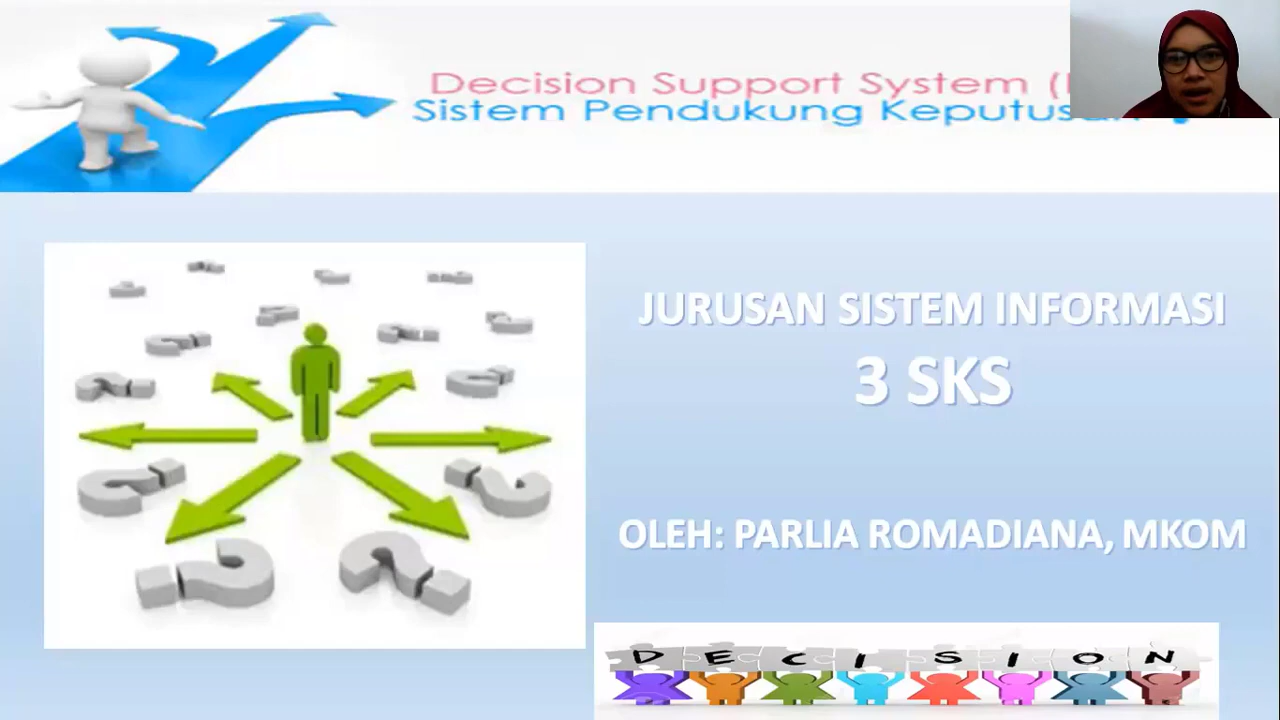 Decision Support System
Sistem Pendukung Keputusan
JURUSAN SISTEM INFORMASI
3 SKS
OLEH: PARLIA ROMADIANA, MKOM
DECISION